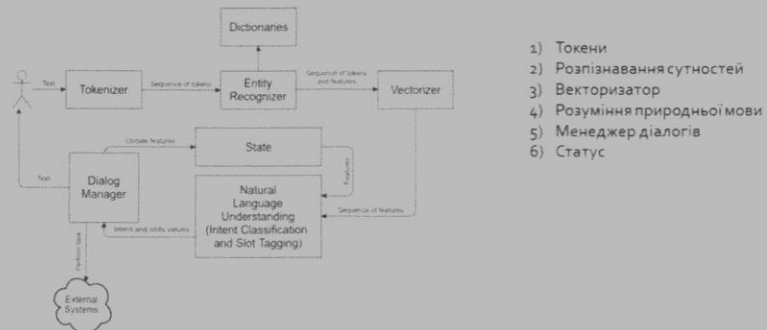 Dictionaries
Text
Tokenizer
Sequence of tokens
Entity
Recognizer
Sequence of tokens
and features
Vectorizer
Update features
State
Features
Dialog
Manager
Text
Natural
Language
Understanding
(Intent Classification
and Slot Tagging)
Sequence of features
Intent and slots values
Perform task
External
Systems
1) Токени
2) Розпізнавання сутностей
3) Векторизатор
4) Розуміння природньої мови
5) Менеджер діалогів
6) Статус